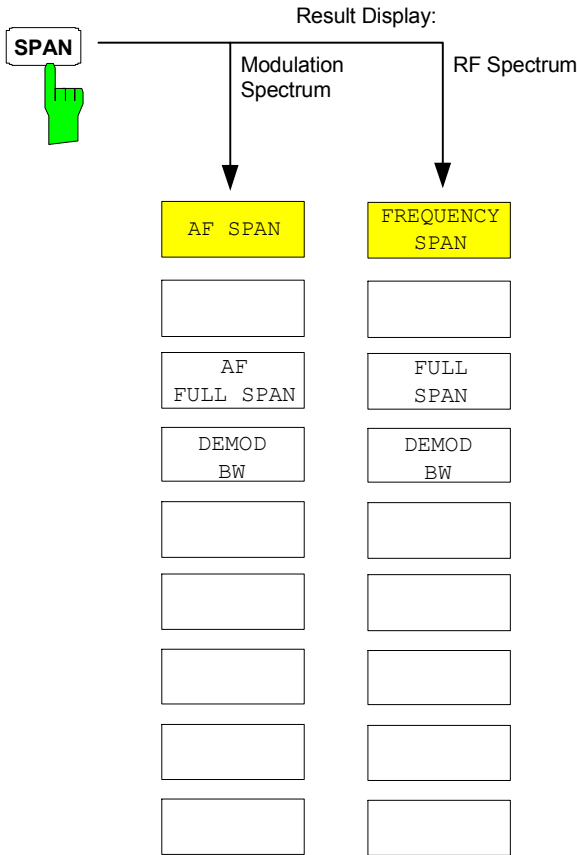 Result Display:
SPAN
Modulation
Spectrum
RF Spectrum
AF SPAN
FREQUENCY
SPAN
AF
FULL SPAN
FULL
SPAN
DEMOD
BW
DEMOD
BW